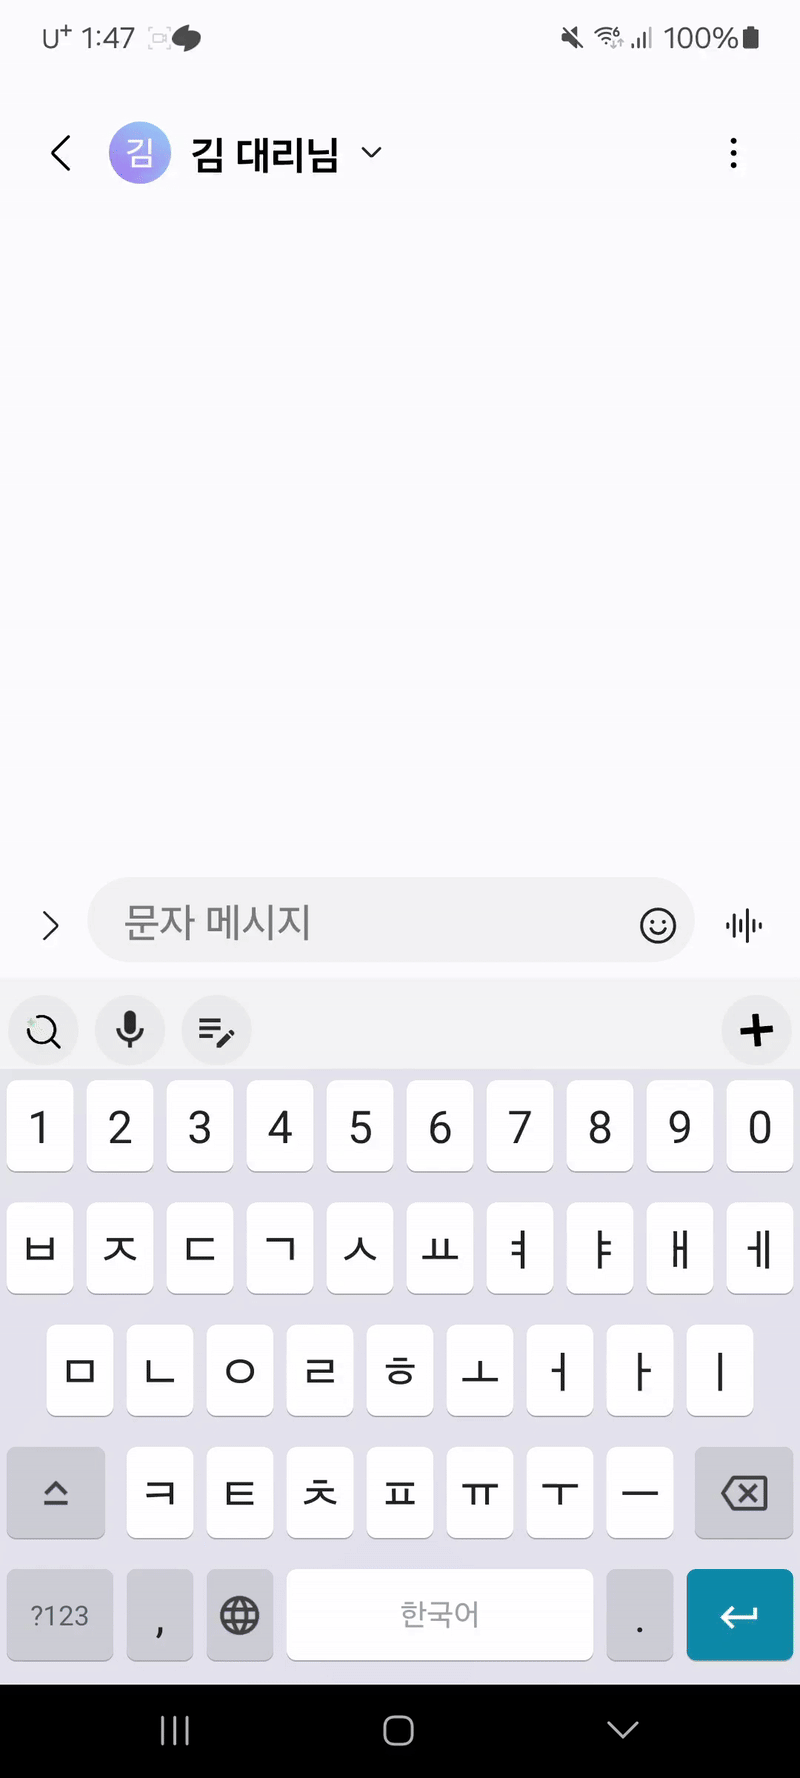 U+ 1:47 6 100%
김 김 대리님
문자 메시지
1 2 3 4 5 6 7 8 9 0
ㅂ ㅈ ㄷ ㄱ ㅅ ㅛ ㅕ ㅑ ㅐ ㅔ
ㅁ ㄴ ㅇ ㄹ ㅎ ㅗ ㅓ ㅏ ㅣ
ㅋ ㅌ ㅊ ㅍ ㅠ ㅜ ㅡ
?123 , 한국어 .